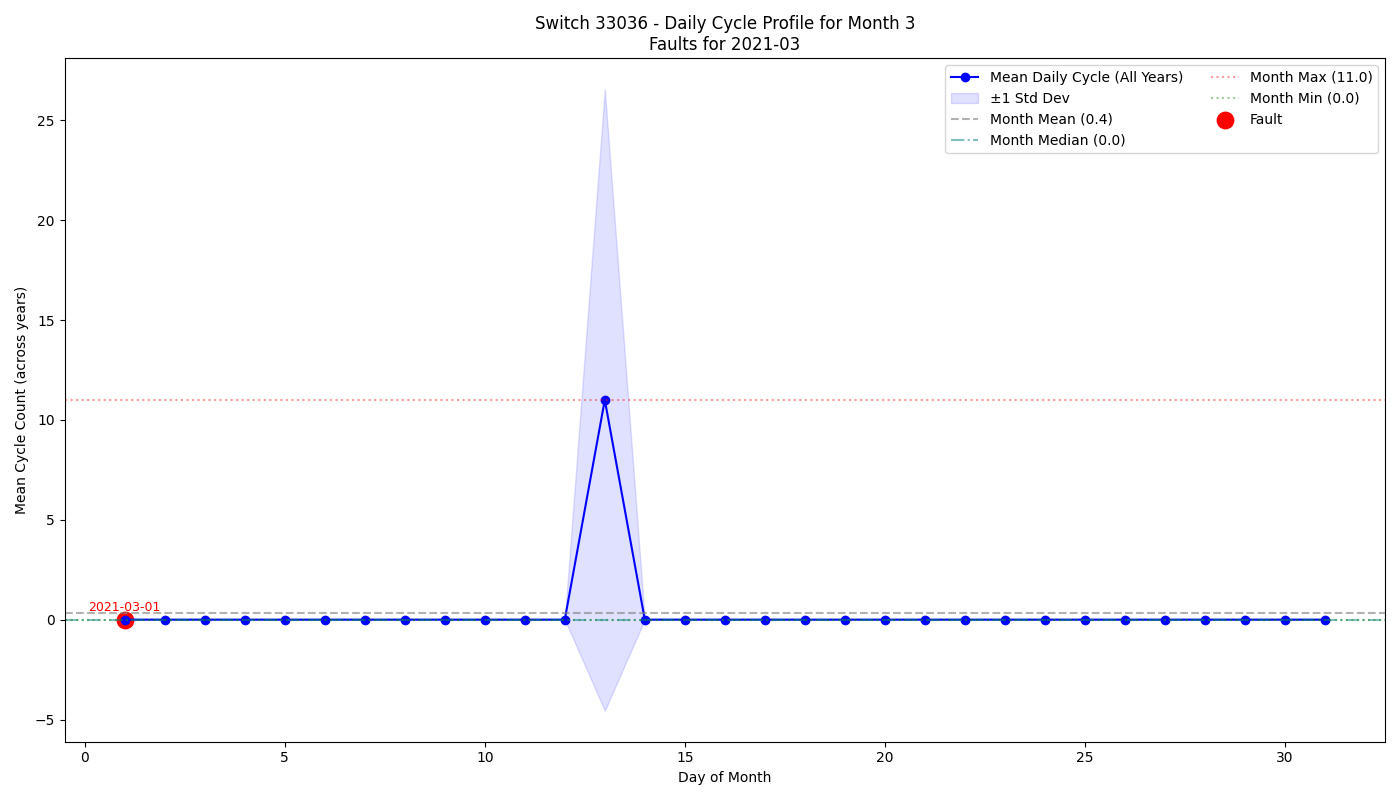 Switch 33036 - Daily Cycle Profile for Month 3
Faults for 2021-03
Mean Daily Cycle (All Years)
±1 Std Dev
Month Mean (0.4)
Month Median (0.0)
Month Max (11.0)
Month Min (0.0)
Fault
Mean Cycle Count (across years)
25
20
15
10
5
0
−5
2021-03-01
0
5
10
15
20
25
30
Day of Month